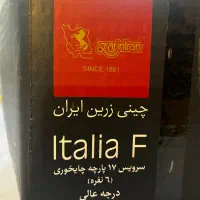 Zarin Iran
SINCE 1881
چینی زرین ایران
Italia F
سرویس ۱۷ پارچه چایخوری
(۶ نفره)
درجه عالی